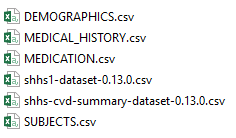 DEMOGRAPHICS.csv
MEDICAL_HISTORY.csv
MEDICATION.csv
shhs1-dataset-0.13.0.csv
shhs-cvd-summary-dataset-0.13.0.csv
SUBJECTS.csv